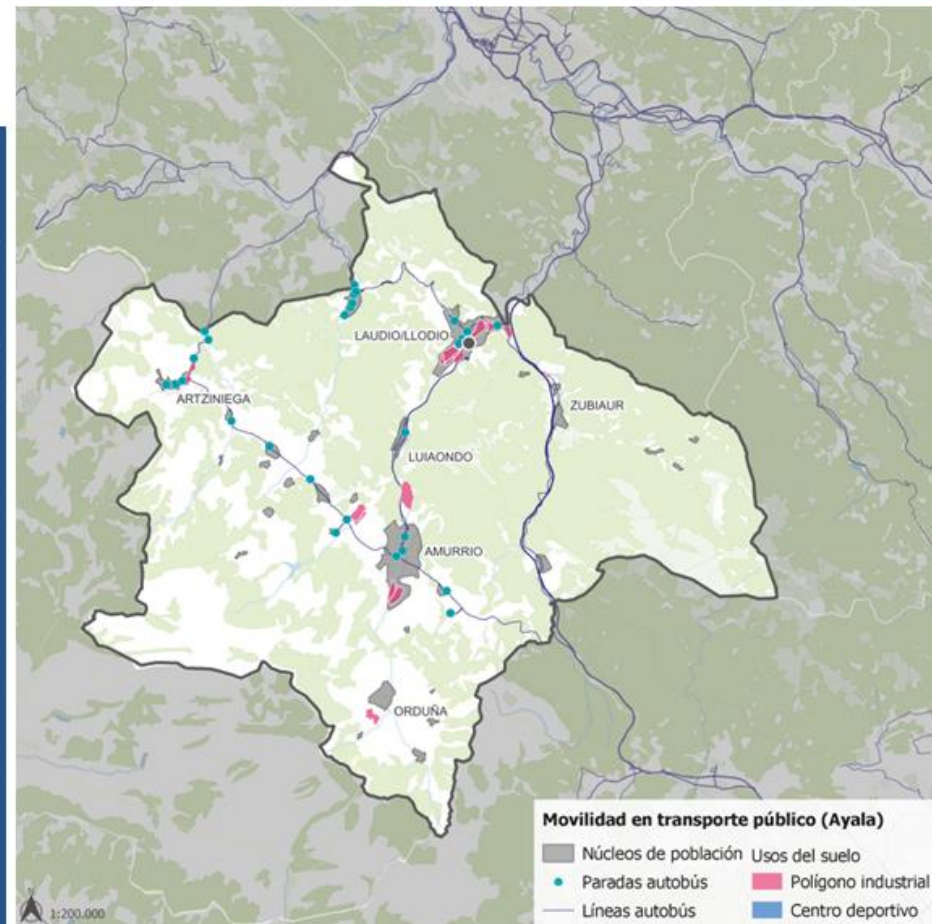 LAUDIO/LLODIO
ARTZINIEGA
ZUBIAUR
LUIAONDO
AMURRIO
ORDUÑA
Movilidad en transporte público (Ayala)
Núcleos de población Usos del suelo
Paradas autobús Polígono industrial
Líneas autobús Centro deportivo
1:200.000